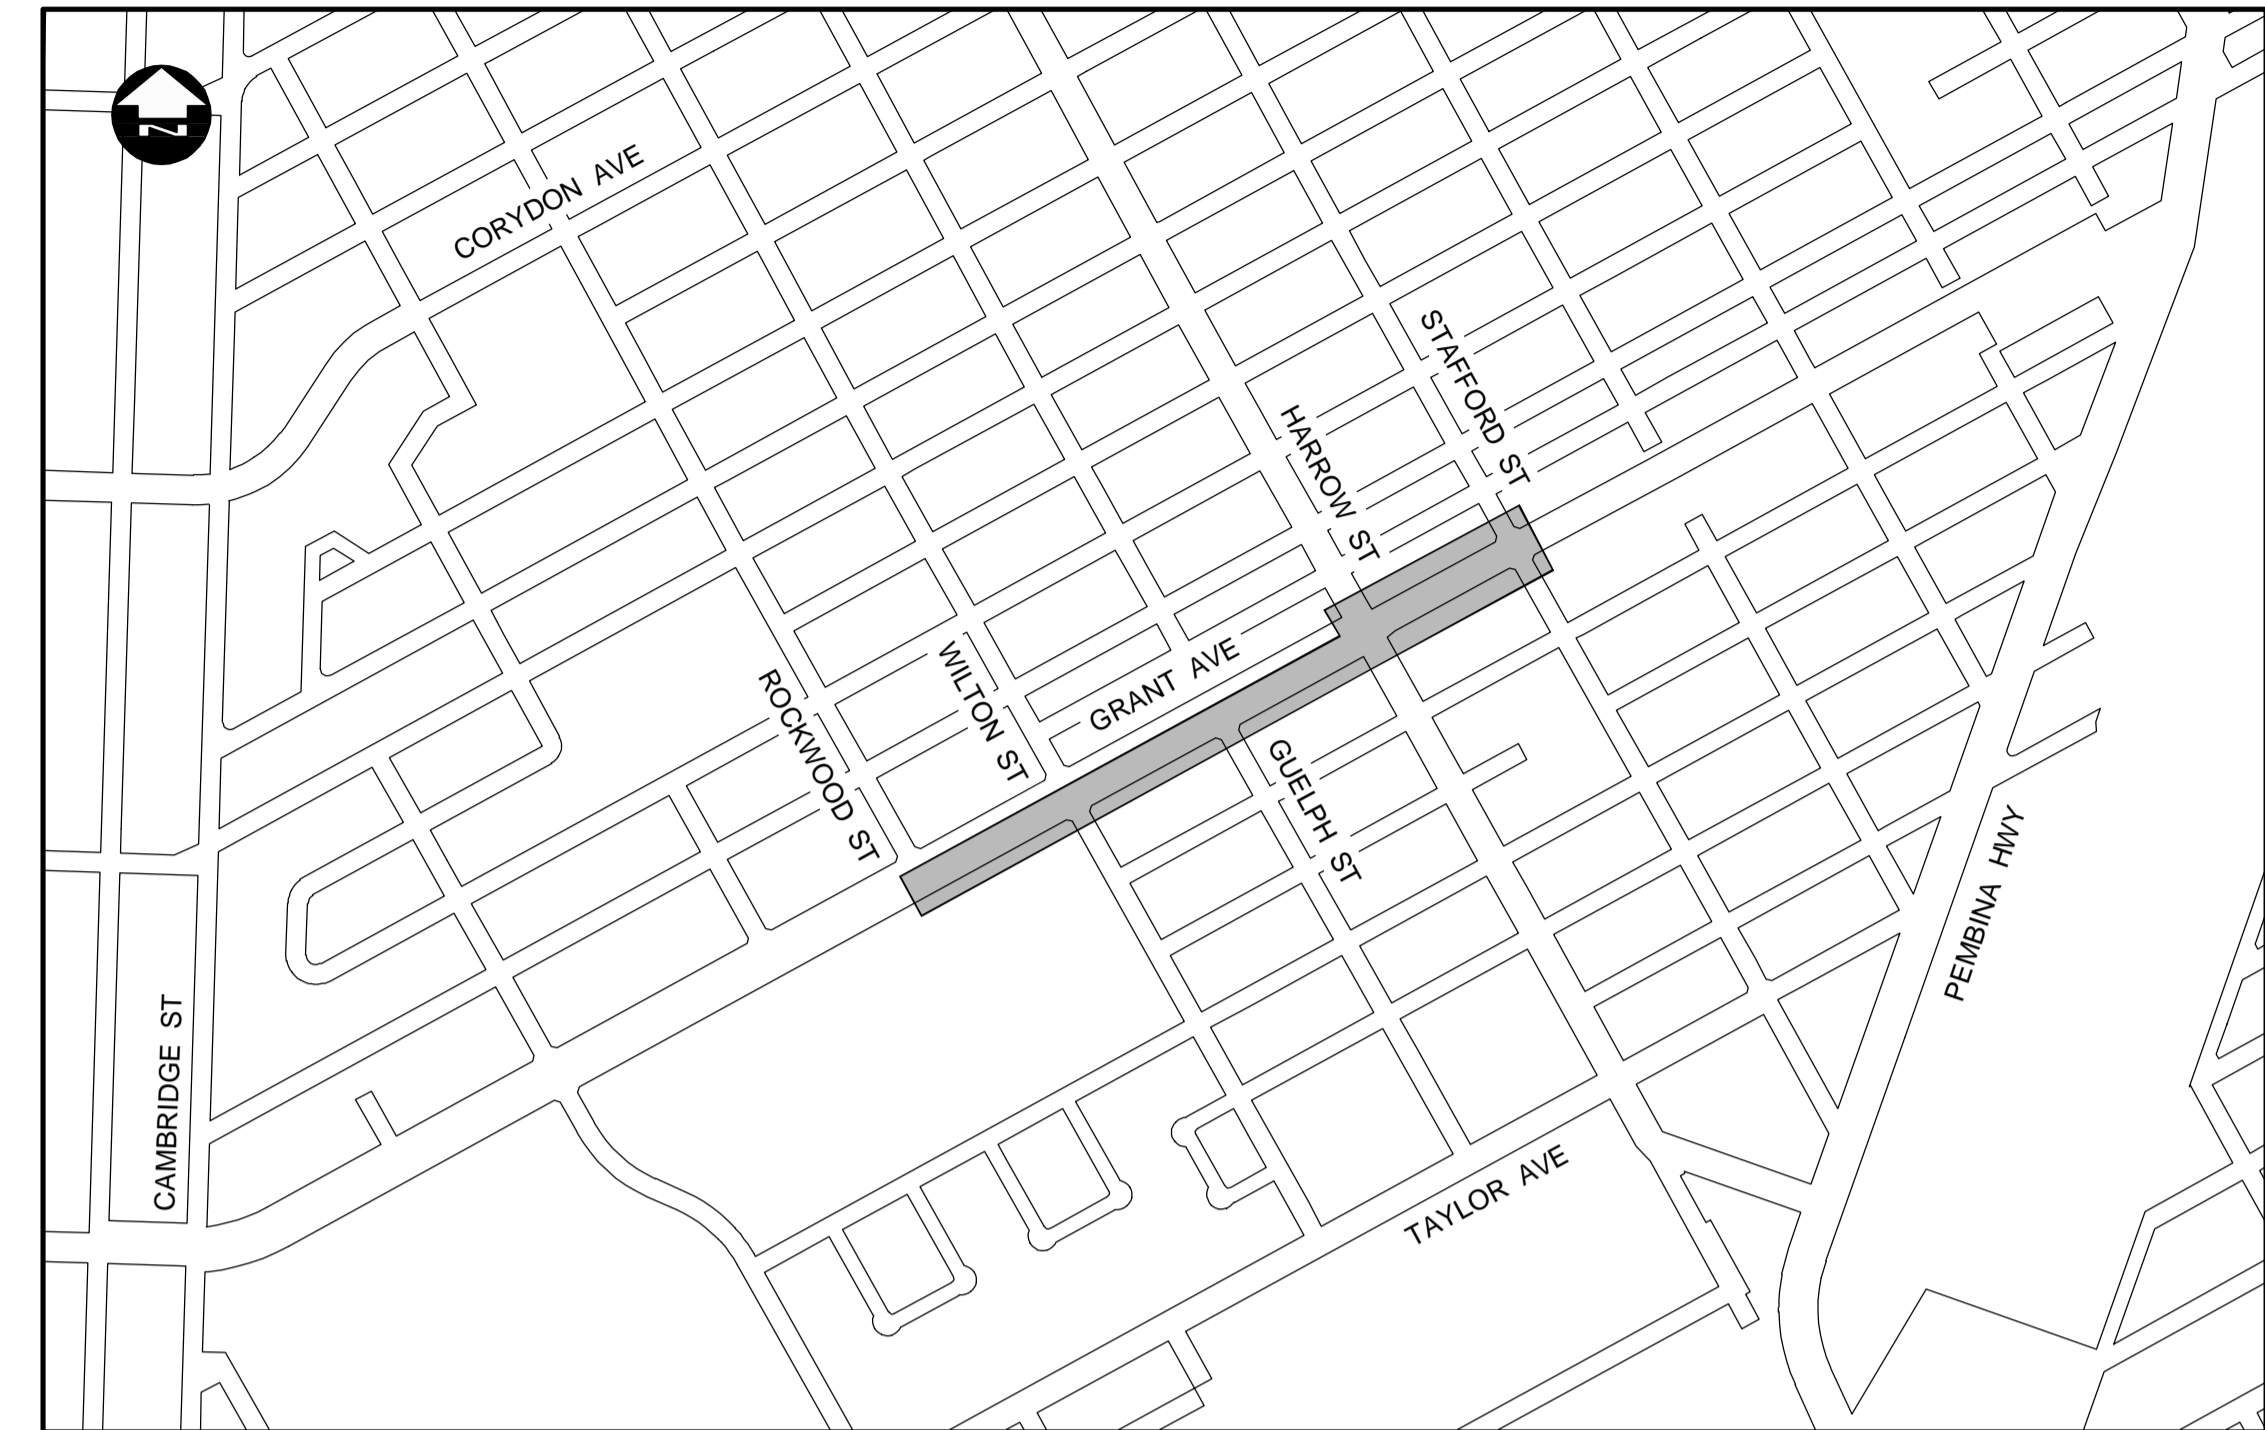 N
CORYDON AVE
STAFFORD ST
HARROW ST
WILTON ST
GRANT AVE
ROCKWOOD ST
GUELPH ST
PEMBINA HWY
CAMBRIDGE ST
TAYLOR AVE